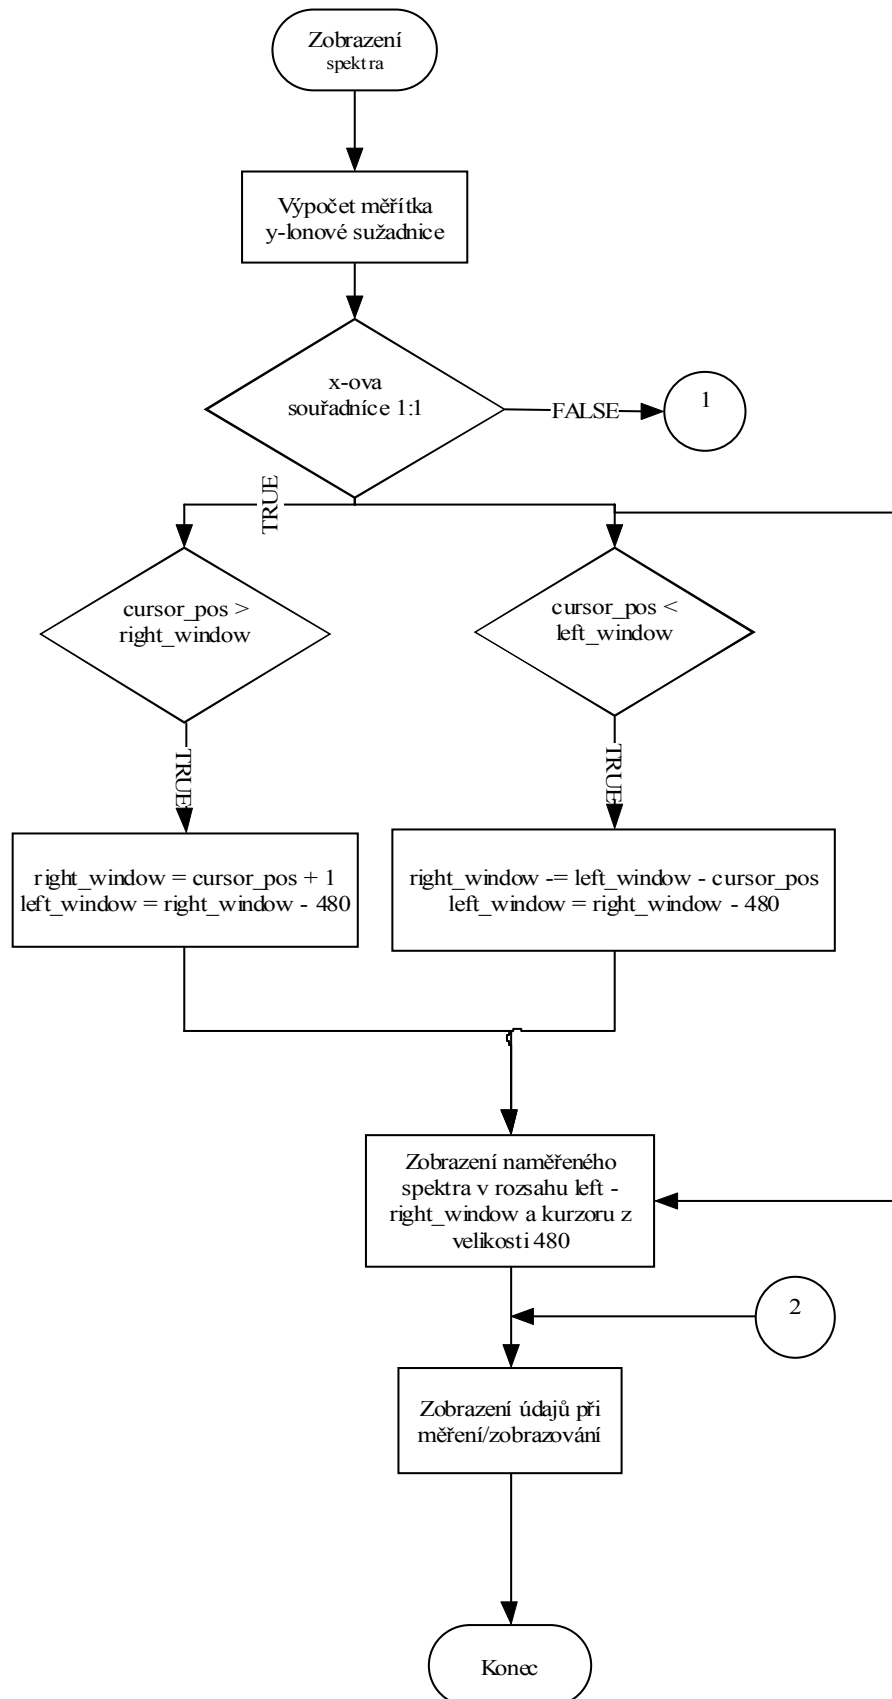 Zobrazení
spektra
Výpočet měřítka
y-lonové sužadnice
x-ova
souřadníce 1:1
FALSE
1
TRUE
cursor_pos >
right_window
cursor_pos <
left_window
TRUE
TRUE
right_window = cursor_pos + 1
left_window = right_window - 480
right_window -= left_window - cursor_pos
left_window = right_window - 480
Zobrazení naměřeného
spektra v rozsahu left -
right_window a kurzoru z
velikosti 480
2
Zobrazení údajů při
měření/zobrazování
Konec